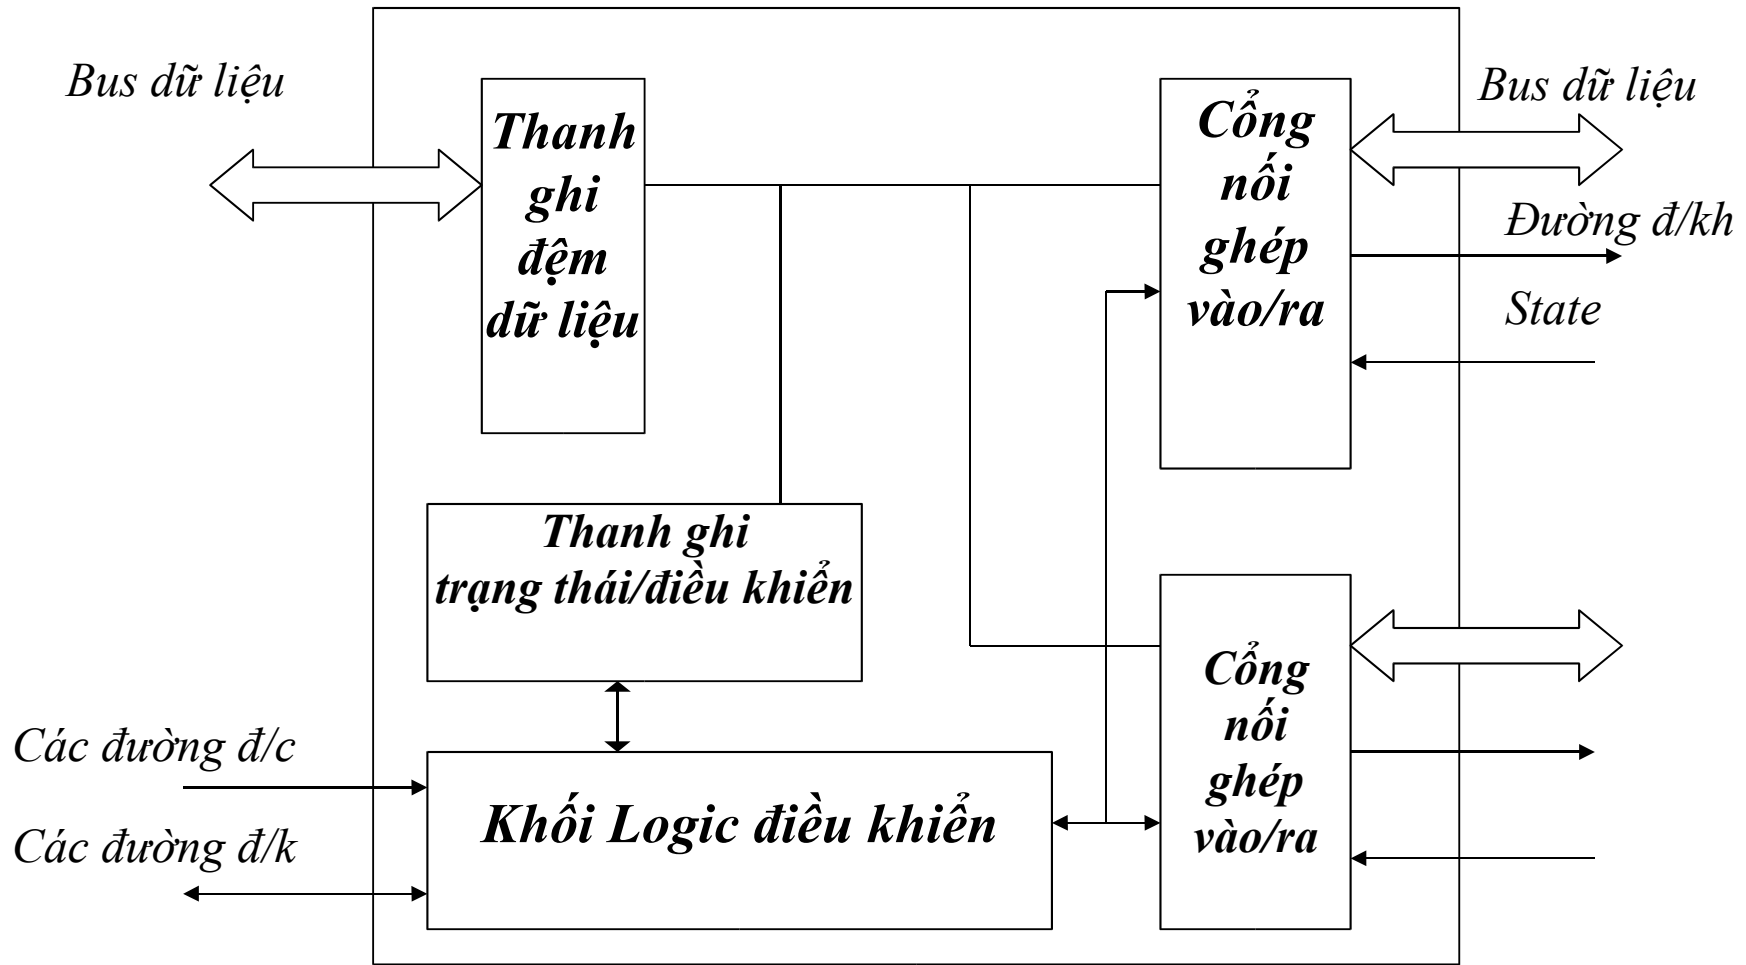 Bus dữ liệu
Thanh
ghi
đệm
dữ liệu
Cổng
nối
ghép
vào/ra
Bus dữ liệu
Đường đ/kh
State
Thanh ghi
trạng thái/điều khiển
Các đường đ/c
Các đường đ/k
Khối Logic điều khiển
Cổng
nối
ghép
vào/ra